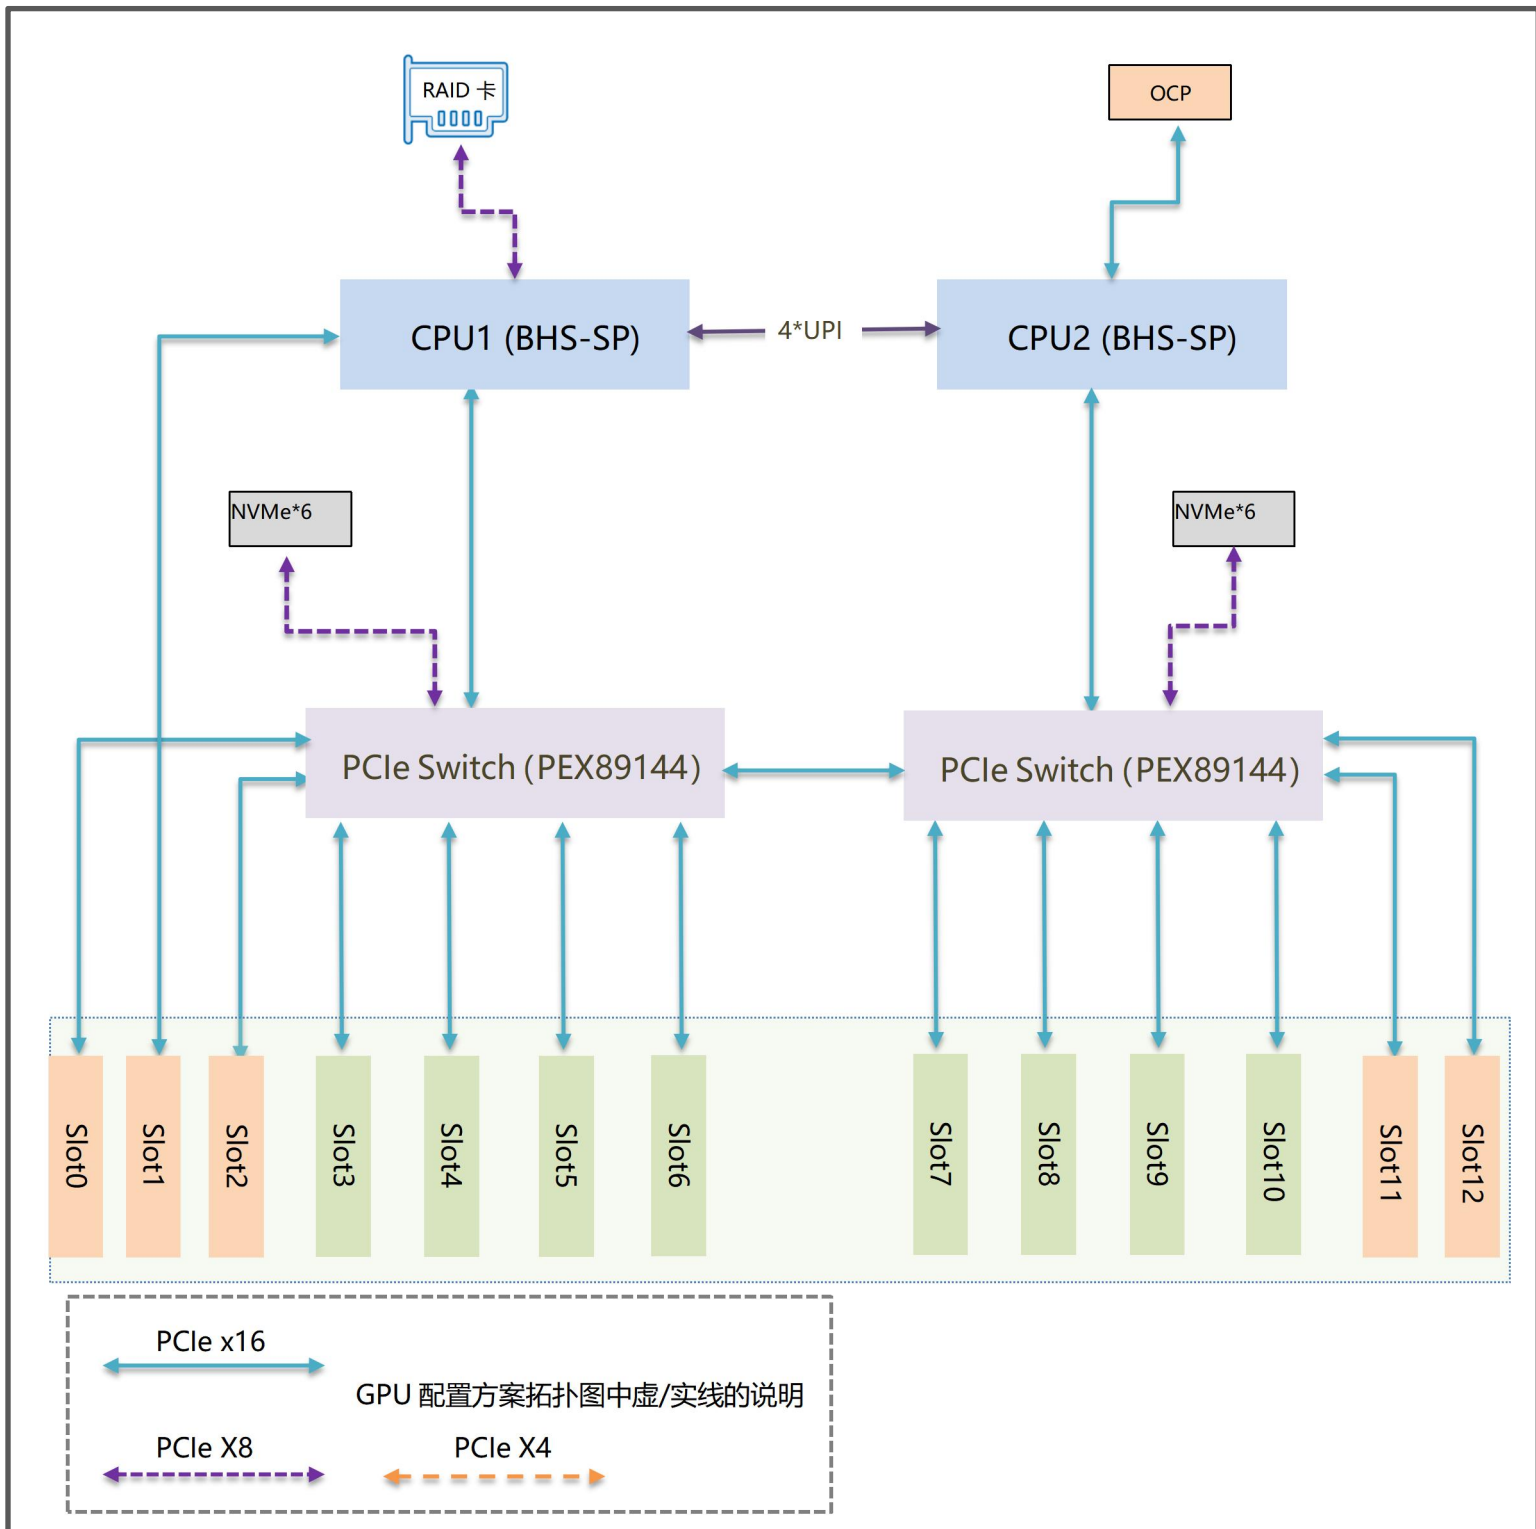 RAID 卡
OCP
CPU1 (BHS-SP)
4*UPI
CPU2 (BHS-SP)
NVMe*6
NVMe*6
PCIe Switch（PEX89144）
PCIe Switch（PEX89144）
Slot0
Slot1
Slot2
Slot3
Slot4
Slot5
Slot6
Slot7
Slot8
Slot9
Slot10
Slot11
Slot12
PCIe x16
GPU 配置方案拓扑图中虚/实线的说明
PCIe X8
PCIe X4